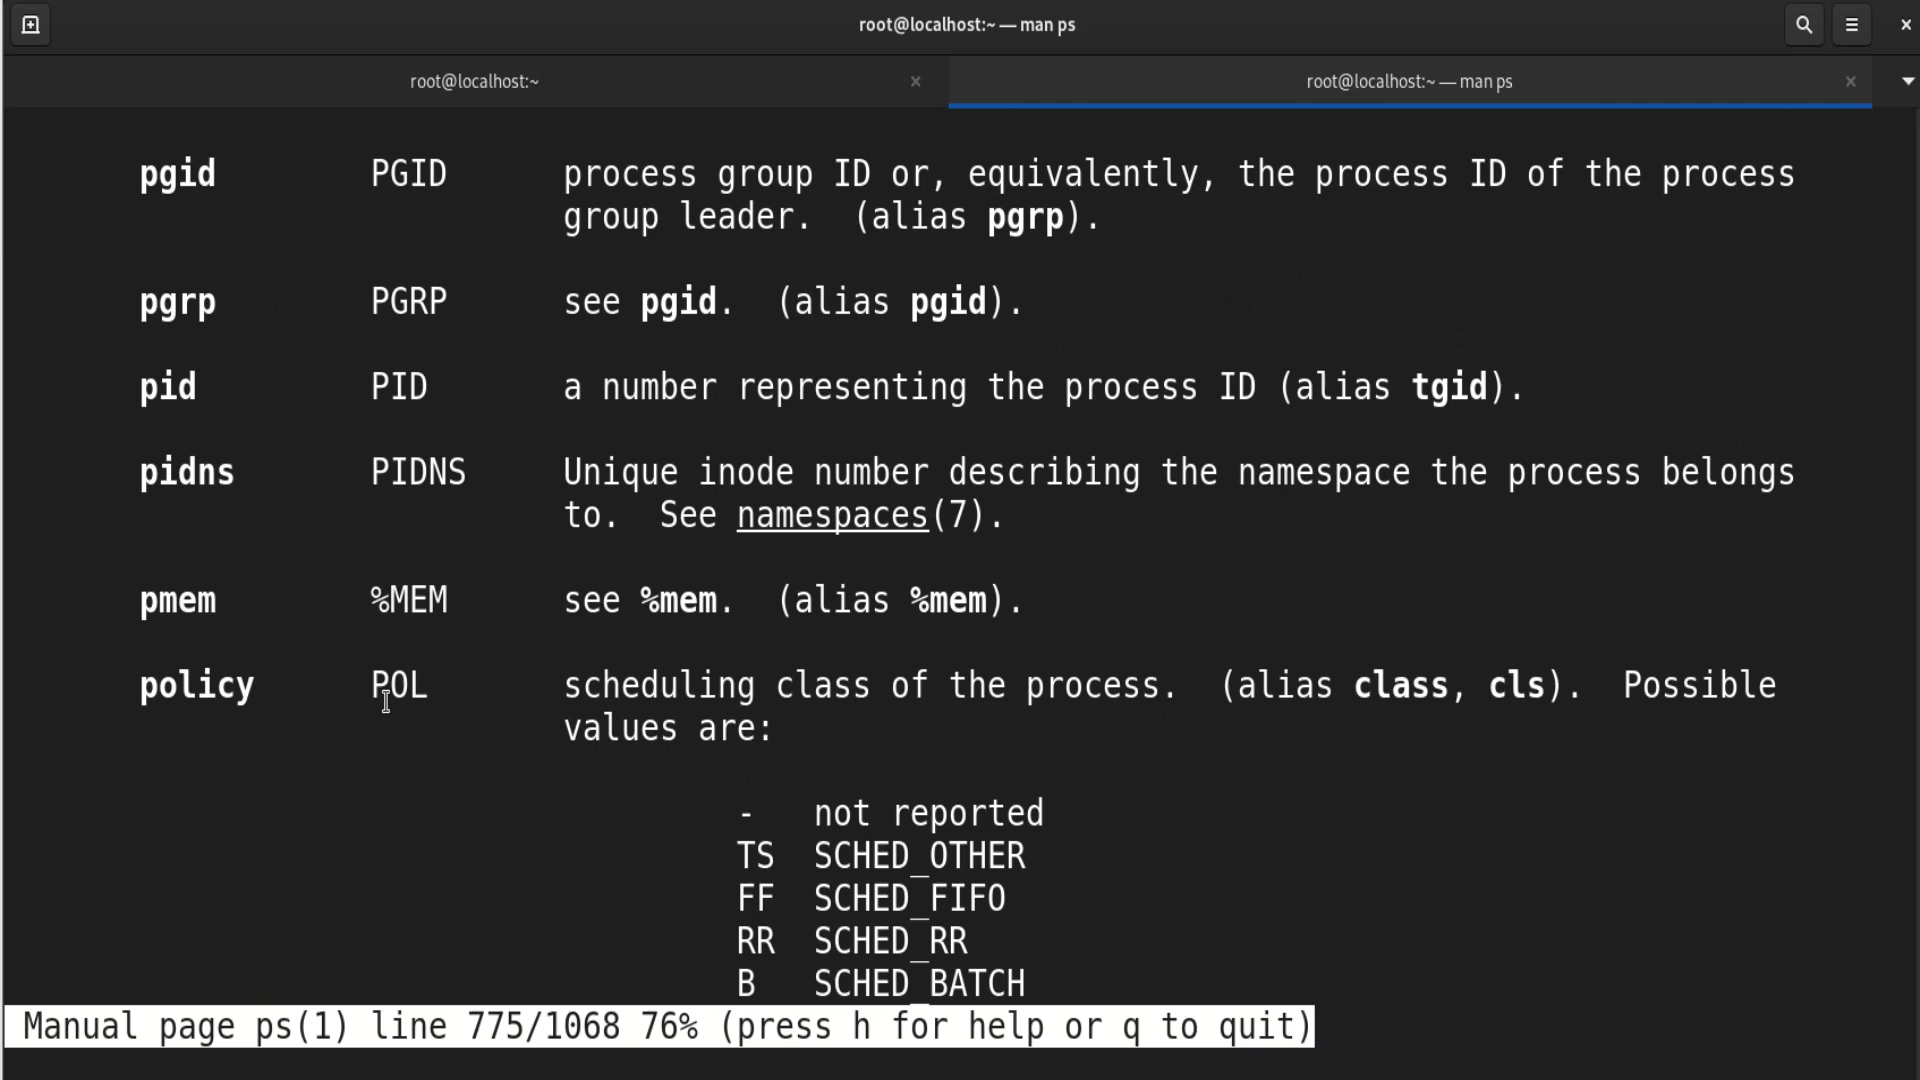 root@localhost:~ — man ps
root@localhost:~ × root@localhost:~ — man ps ×
pgid PGID process group ID or, equivalently, the process ID of the process
group leader. (alias pgrp).
pgrp PGRP see pgid. (alias pgid).
pid PID a number representing the process ID (alias tgid).
pidns PIDNS Unique inode number describing the namespace the process belongs
to. See namespaces(7).
pmem %MEM see %mem. (alias %mem).
policy POL scheduling class of the process. (alias class, cls). Possible
values are:
- not reported
TS SCHED_OTHER
FF SCHED_FIFO
RR SCHED_RR
B SCHED_BATCH
Manual page ps(1) line 775/1068 76% (press h for help or q to quit)